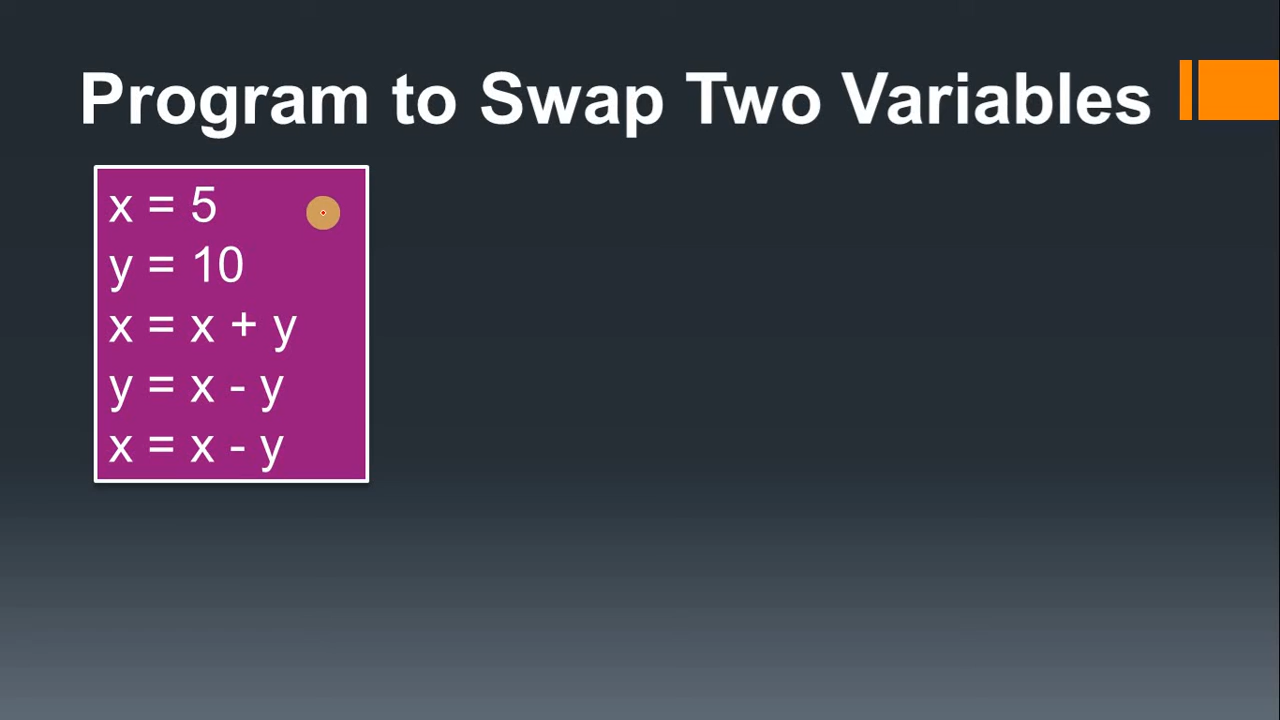 Program to Swap Two Variables
x = 5
y = 10
x = x + y
y = x - y
x = x - y